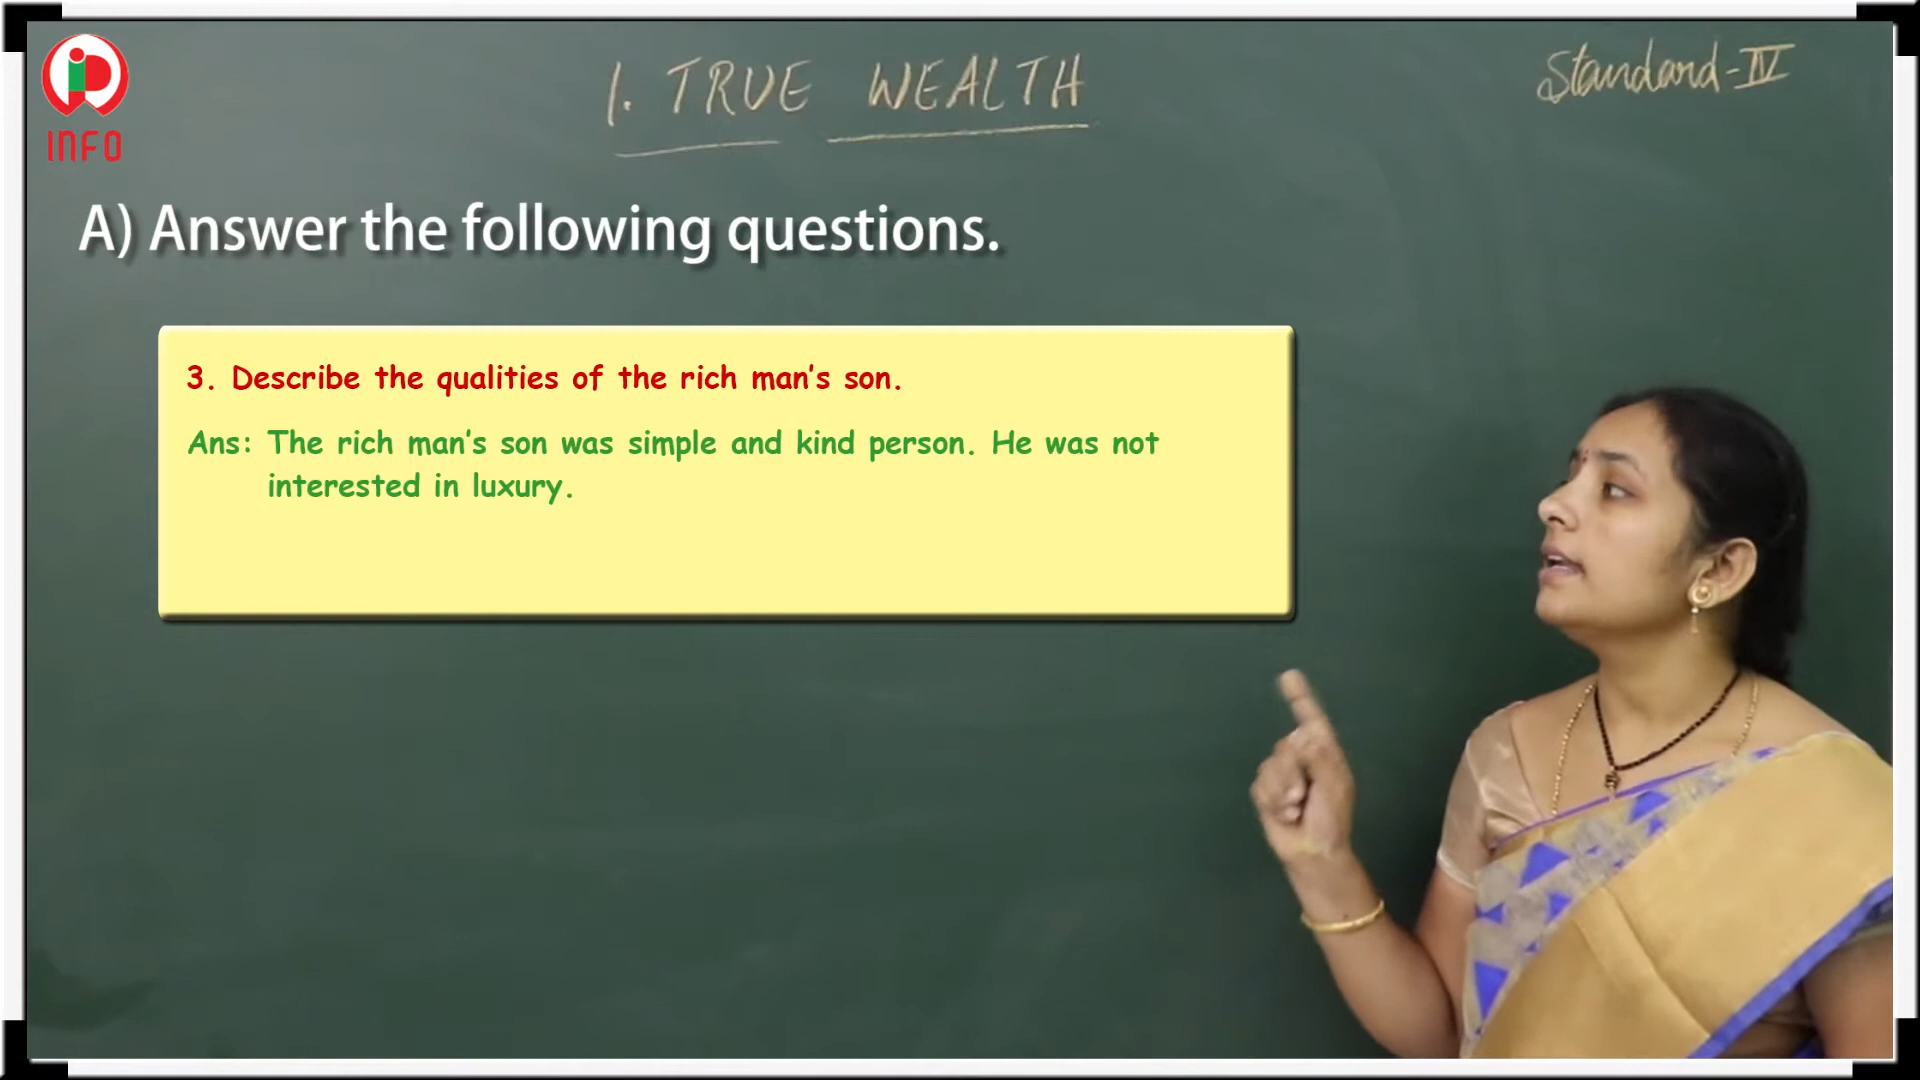 1. TRUE WEALTH
Standard-IV
INFO
A) Answer the following questions.
3. Describe the qualities of the rich man's son.
Ans: The rich man's son was simple and kind person. He was not
interested in luxury.